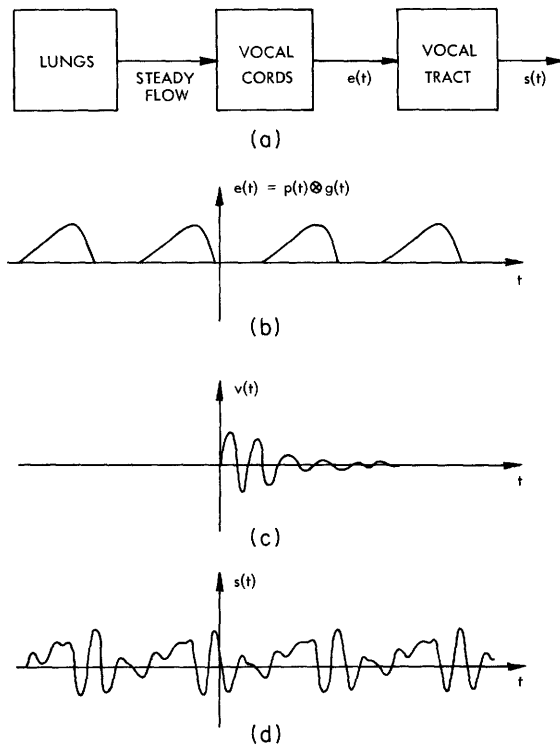 LUNGS
STEADY
FLOW
VOCAL
CORDS
e(t)
VOCAL
TRACT
s(t)
(a)
e(t) = p(t)⊗g(t)
t
(b)
v(t)
t
(c)
s(t)
t
(d)